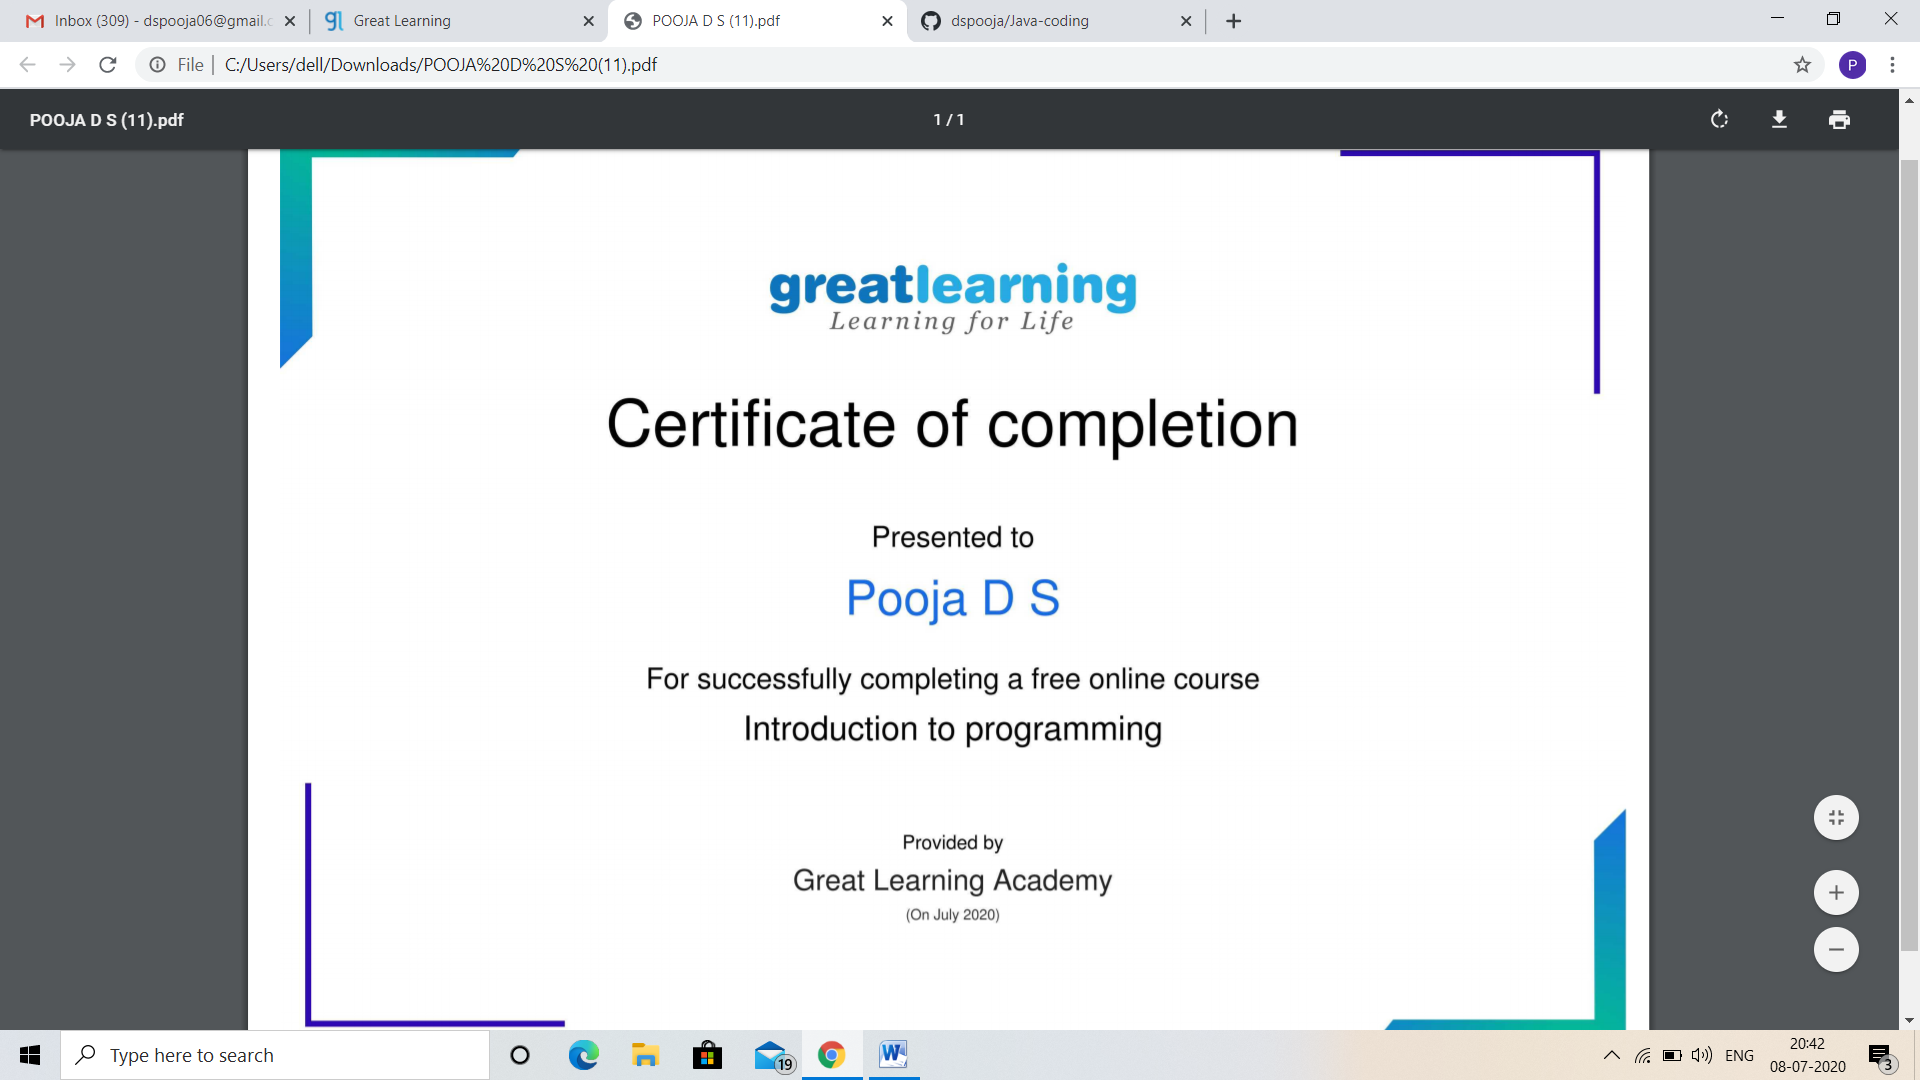 Inbox (309) - dspooja06@gmail.c
Great Learning
POOJA D S (11).pdf
dspooja/Java-coding
File
C:/Users/dell/Downloads/POOJA%20D%20S%20(11).pdf
P
POOJA D S (11).pdf
1 / 1
greatlearning
Learning for Life
Certificate of completion
Presented to
Pooja D S
For successfully completing a free online course
Introduction to programming
Provided by
Great Learning Academy
(On July 2020)
Type here to search
19
W
ENG
20:42
08-07-2020
3